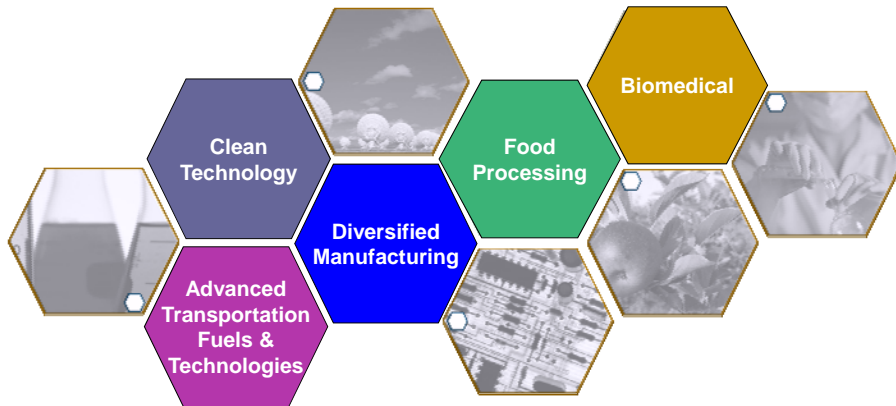 Biomedical
Clean
Technology
Food
Processing
Diversified
Manufacturing
Advanced
Transportation
Fuels &
Technologies